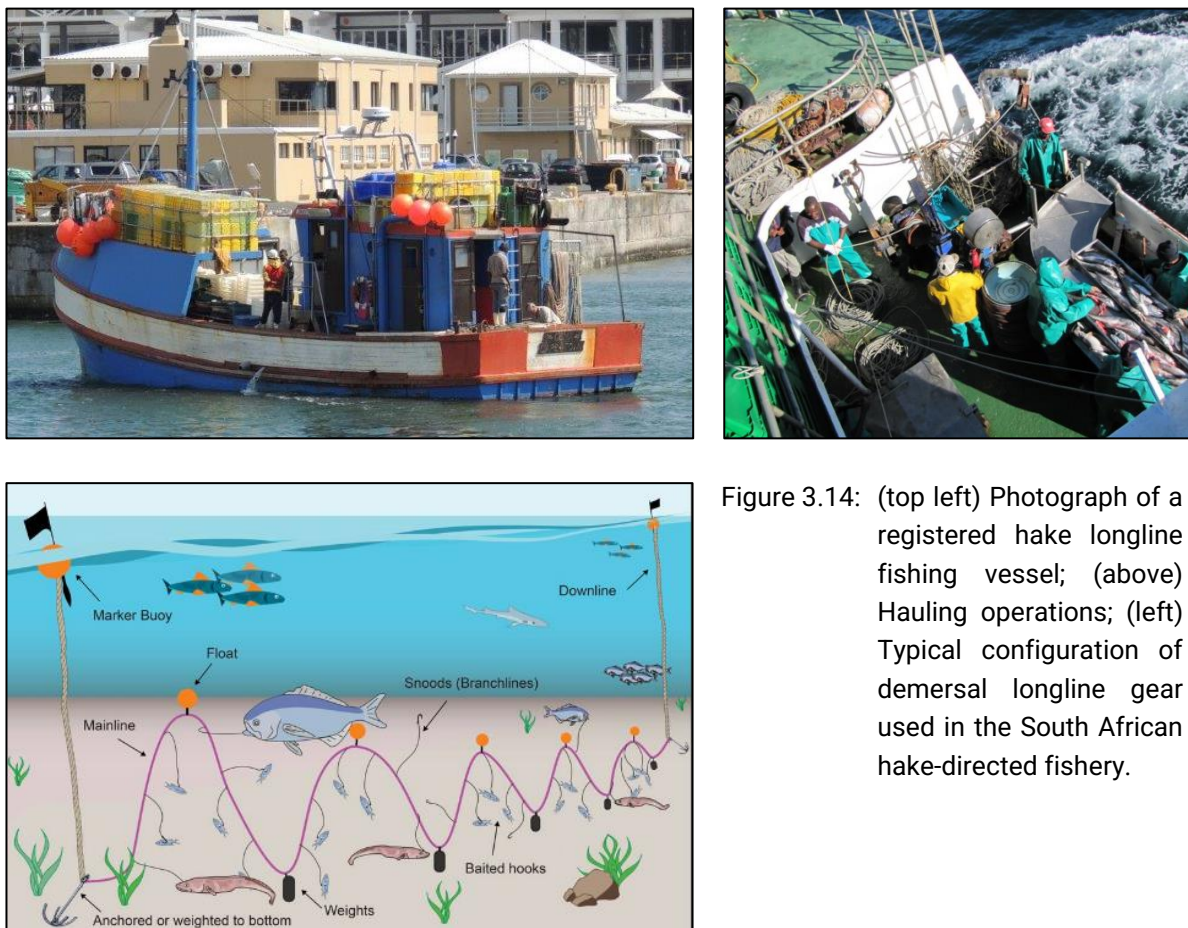 Figure 3.14: (top left) Photograph of a
registered hake longline
fishing vessel; (above)
Hauling operations; (left)
Typical configuration of
demersal longline gear
used in the South African
hake-directed fishery.
Marker Buoy
Downline
Float
Snoods (Branchlines)
Mainline
Baited hooks
Weights
Anchored or weighted to bottom